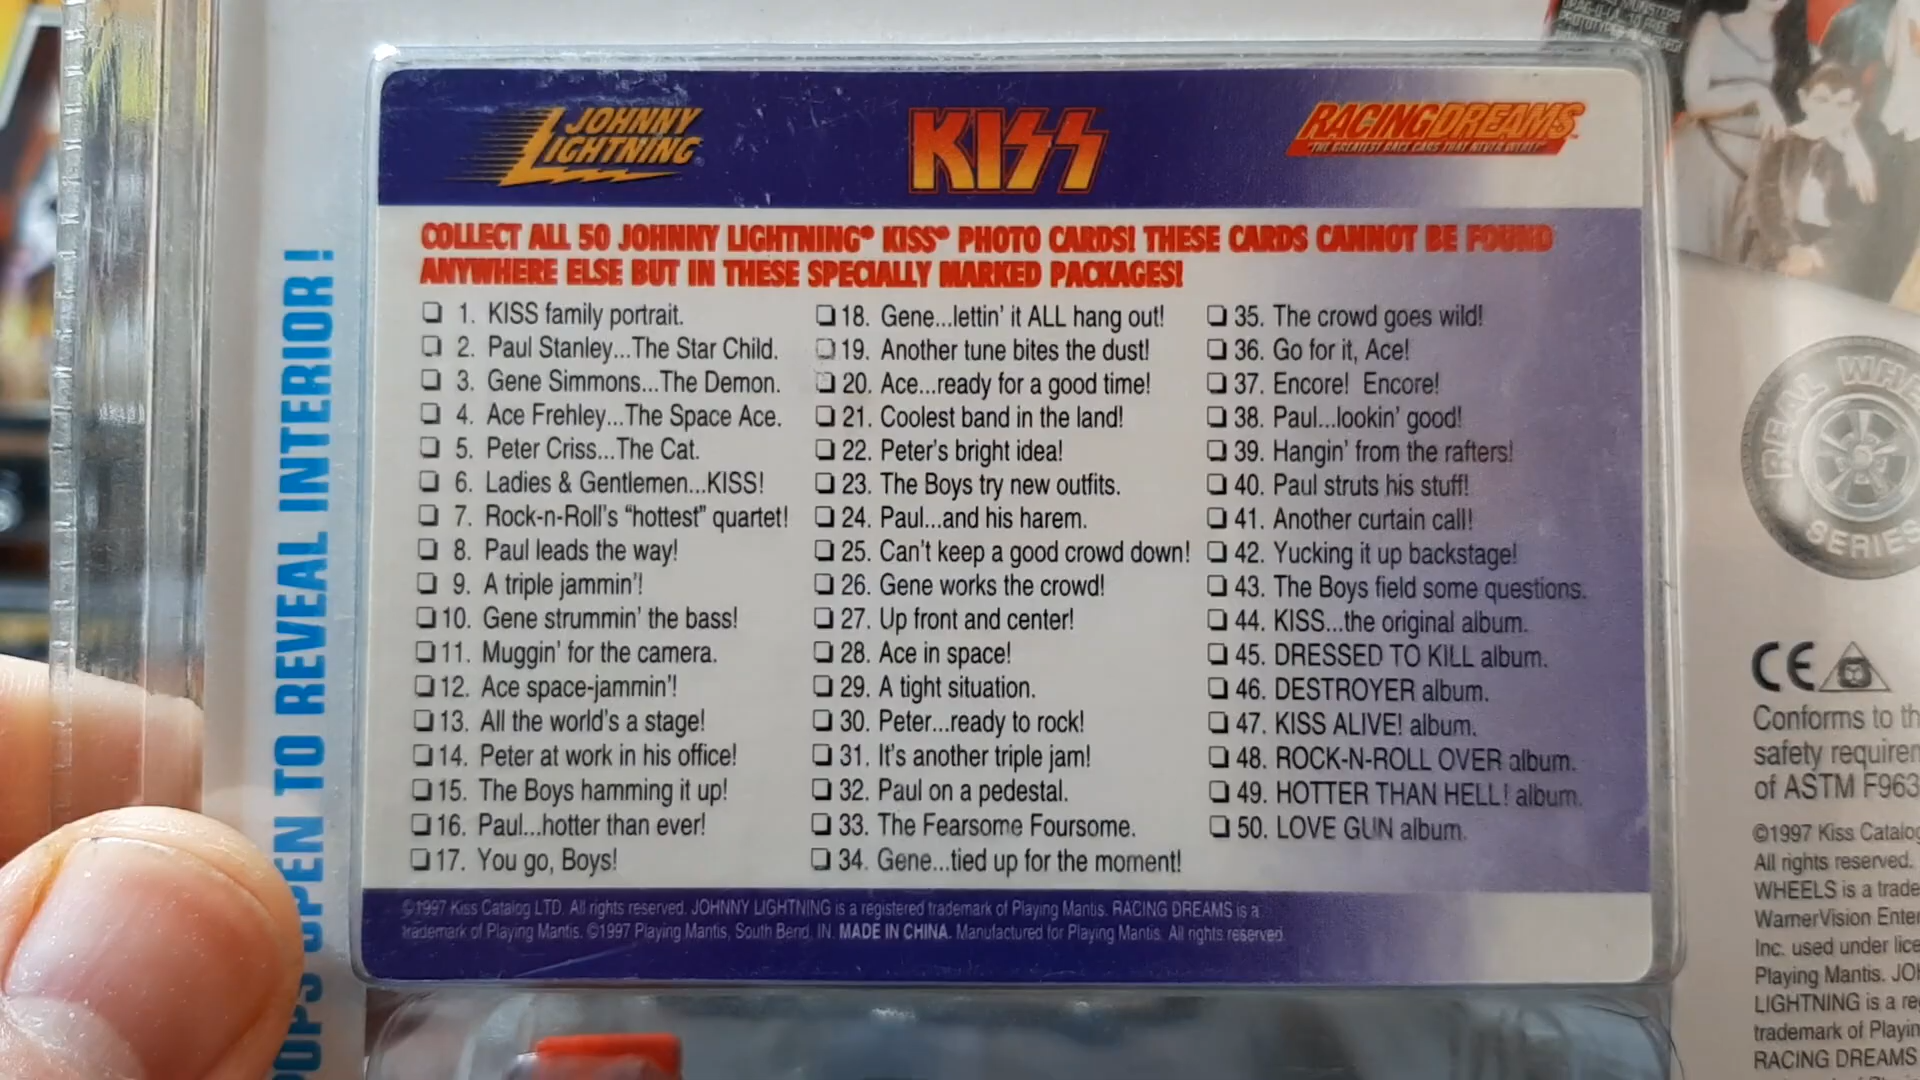 JOHNNY LIGHTNING
KISS
RACING DREAMS
"THE GREATEST RACE CARS THAT NEVER WERE!"
COLLECT ALL 50 JOHNNY LIGHTNING® KISS® PHOTO CARDS! THESE CARDS CANNOT BE FOUND
ANYWHERE ELSE BUT IN THESE SPECIALLY MARKED PACKAGES!
1. KISS family portrait.
2. Paul Stanley...The Star Child.
3. Gene Simmons...The Demon.
4. Ace Frehley...The Space Ace.
5. Peter Criss...The Cat.
6. Ladies & Gentlemen...KISS!
7. Rock-n-Roll's "hottest" quartet!
8. Paul leads the way!
9. A triple jammin'!
10. Gene strummin' the bass!
11. Muggin' for the camera.
12. Ace space-jammin'!
13. All the world's a stage!
14. Peter at work in his office!
15. The Boys hamming it up!
16. Paul...hotter than ever!
17. You go, Boys!
18. Gene...lettin' it ALL hang out!
19. Another tune bites the dust!
20. Ace...ready for a good time!
21. Coolest band in the land!
22. Peter's bright idea!
23. The Boys try new outfits.
24. Paul...and his harem.
25. Can't keep a good crowd down!
26. Gene works the crowd!
27. Up front and center!
28. Ace in space!
29. A tight situation.
30. Peter...ready to rock!
31. It's another triple jam!
32. Paul on a pedestal.
33. The Fearsome Foursome.
34. Gene...tied up for the moment!
35. The crowd goes wild!
36. Go for it, Ace!
37. Encore! Encore!
38. Paul...lookin' good!
39. Hangin' from the rafters!
40. Paul struts his stuff!
41. Another curtain call!
42. Yucking it up backstage!
43. The Boys field some questions.
44. KISS...the original album.
45. DRESSED TO KILL album.
46. DESTROYER album.
47. KISS ALIVE! album.
48. ROCK-N-ROLL OVER album.
49. HOTTER THAN HELL! album.
50. LOVE GUN album.
©1997 Kiss Catalog LTD. All rights reserved. JOHNNY LIGHTNING is a registered trademark of Playing Mantis. RACING DREAMS is a
trademark of Playing Mantis. ©1997 Playing Mantis, South Bend, IN. MADE IN CHINA. Manufactured for Playing Mantis. All rights reserved.
POPS OPEN TO REVEAL INTERIOR!
REAL WHE
SERIES
CE
Conforms to th
safety requirem
of ASTM F963
©1997 Kiss Catalog
All rights reserved.
WHEELS is a trade
WarnerVision Enter
Inc. used under lice
Playing Mantis. JO
LIGHTNING is a re
trademark of Playin
RACING DREAMS